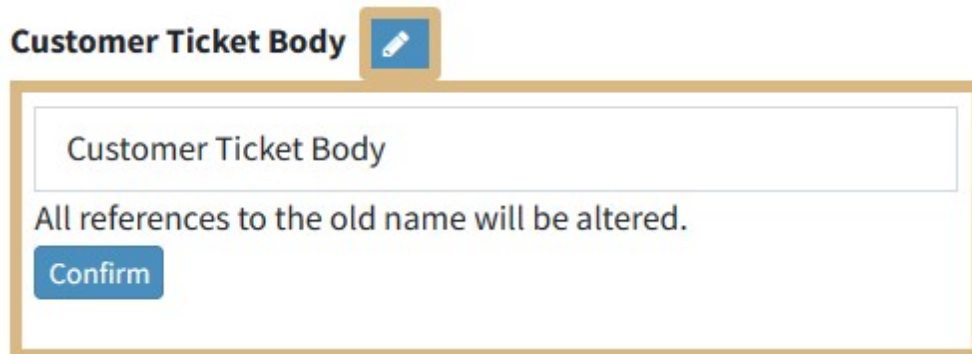 Customer Ticket Body
Customer Ticket Body
All references to the old name will be altered.
Confirm